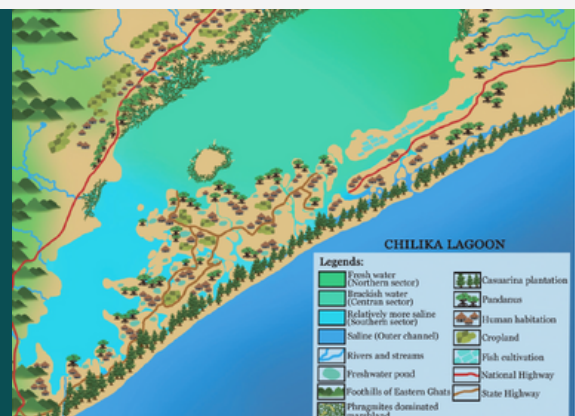 CHILIKA LAGOON
Legends:
Fresh water
(Northern sector)
Brackish water
(Centran sector)
Relatively more saline
(Southern sector)
Saline (Outer channel)
Rivers and streams
Freshwater pond
Foothills of Eastern Ghats
Phragmites dominated
marshland
Casuarina plantation
Pandanus
Human habitation
Cropland
Fish cultivation
National Highway
State Highway